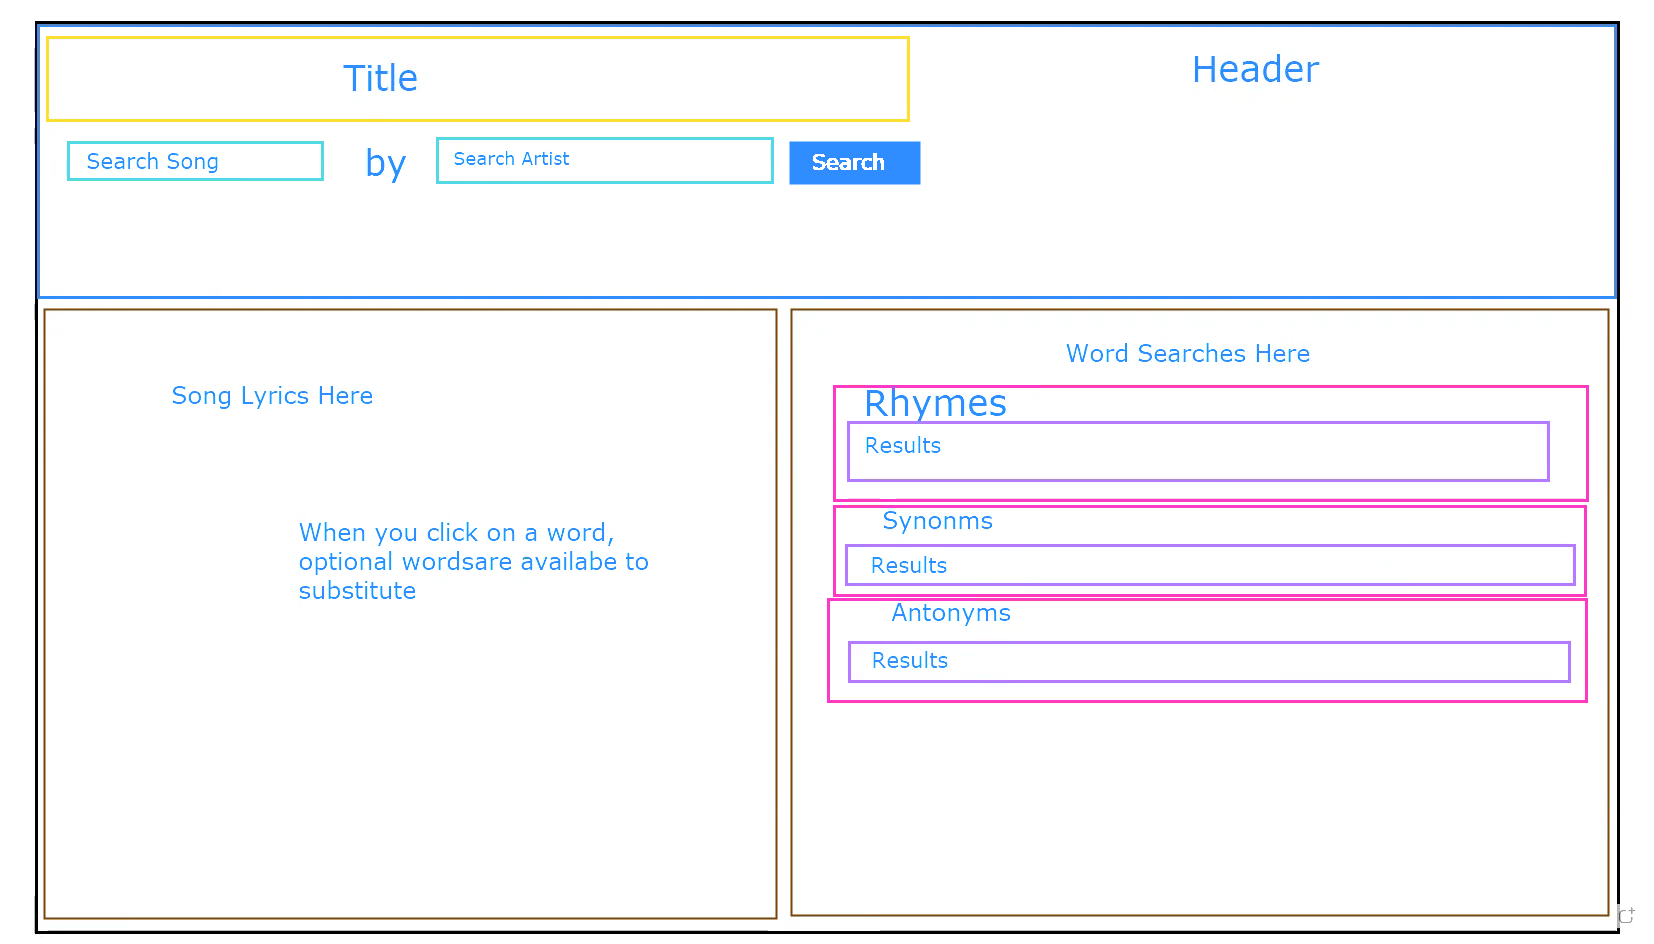 Title
Header
Search Song
by
Search Artist
Search
Song Lyrics Here
When you click on a word,
optional wordsare availabe to
substitute
Word Searches Here
Rhymes
Results
Synonms
Results
Antonyms
Results